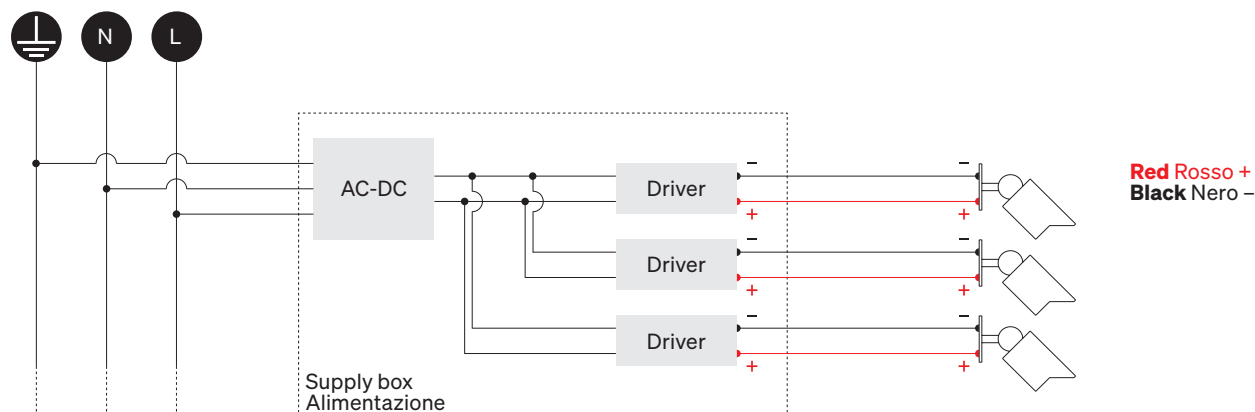 N L
AC-DC
Driver
− −
+ +
Red Rosso +
Black Nero –
Driver
− −
+ +
Driver
− −
+ +
Supply box
Alimentazione